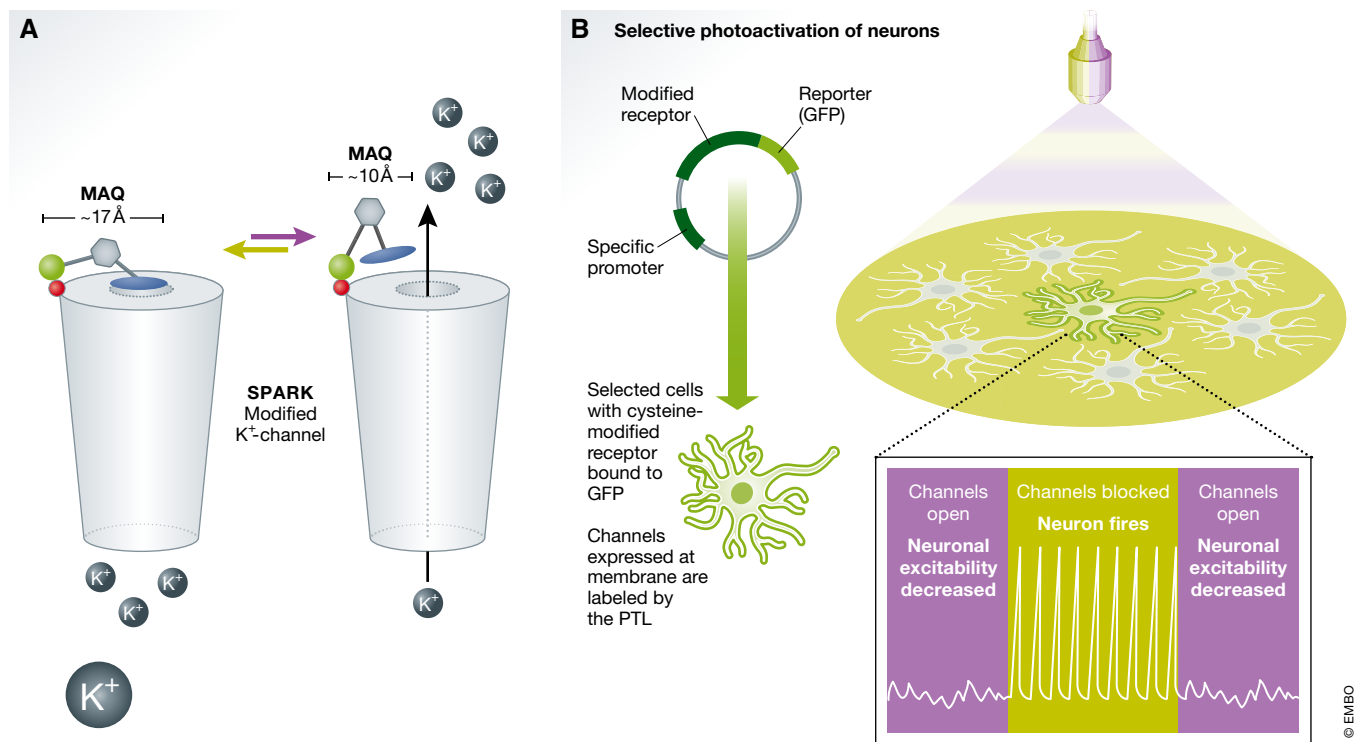 A
MAQ
~17Å
MAQ
~10Å
K⁺
K⁺
K⁺
K⁺
SPARK
Modified
K⁺-channel
K⁺
K⁺
K⁺
K⁺
K⁺
B
Selective photoactivation of neurons
Modified
receptor
Reporter
(GFP)
Specific
promoter
Selected cells
with cysteine-
modified
receptor
bound to
GFP
Channels
expressed at
membrane are
labeled by
the PTL
Channels
open
Neuronal
excitability
decreased
Channels blocked
Neuron fires
Channels
open
Neuronal
excitability
decreased
© EMBO